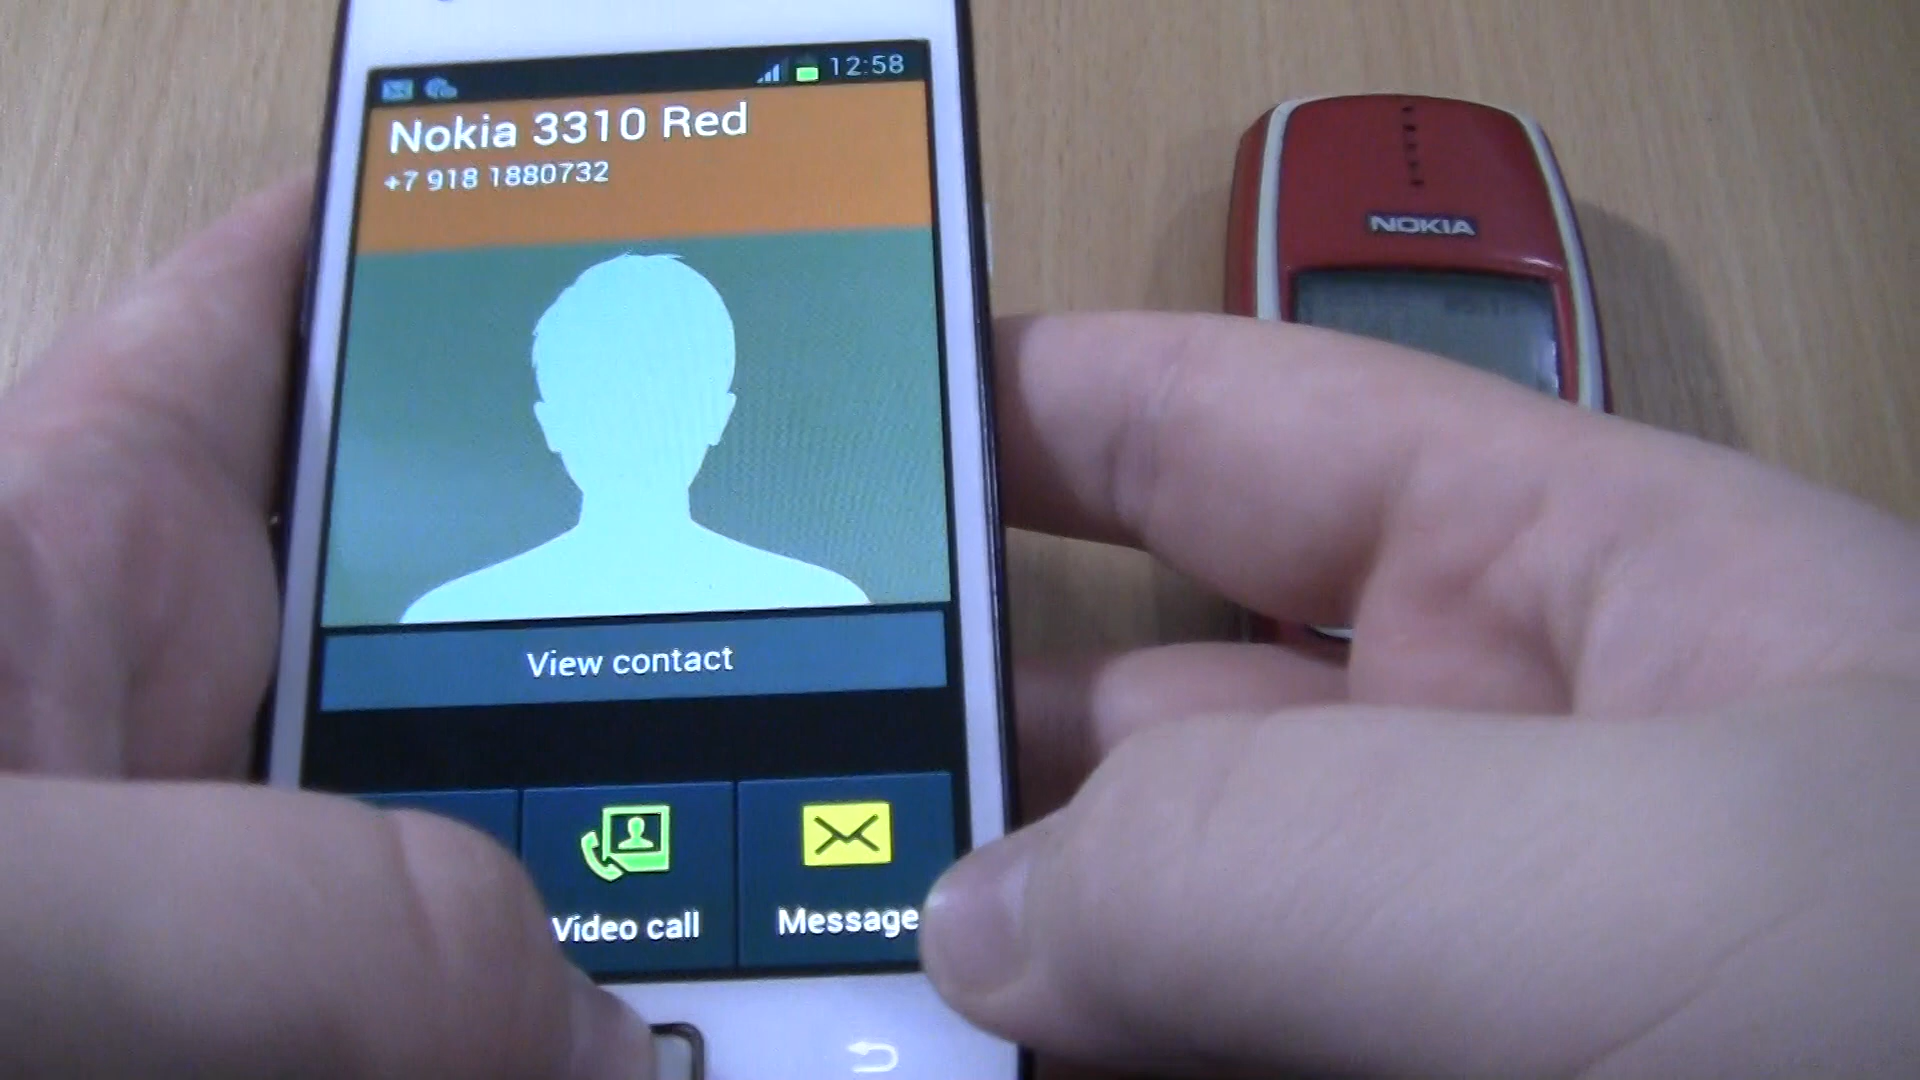 12:58
Nokia 3310 Red
+7 918 1880732
NOKIA
View contact
Video call
Message